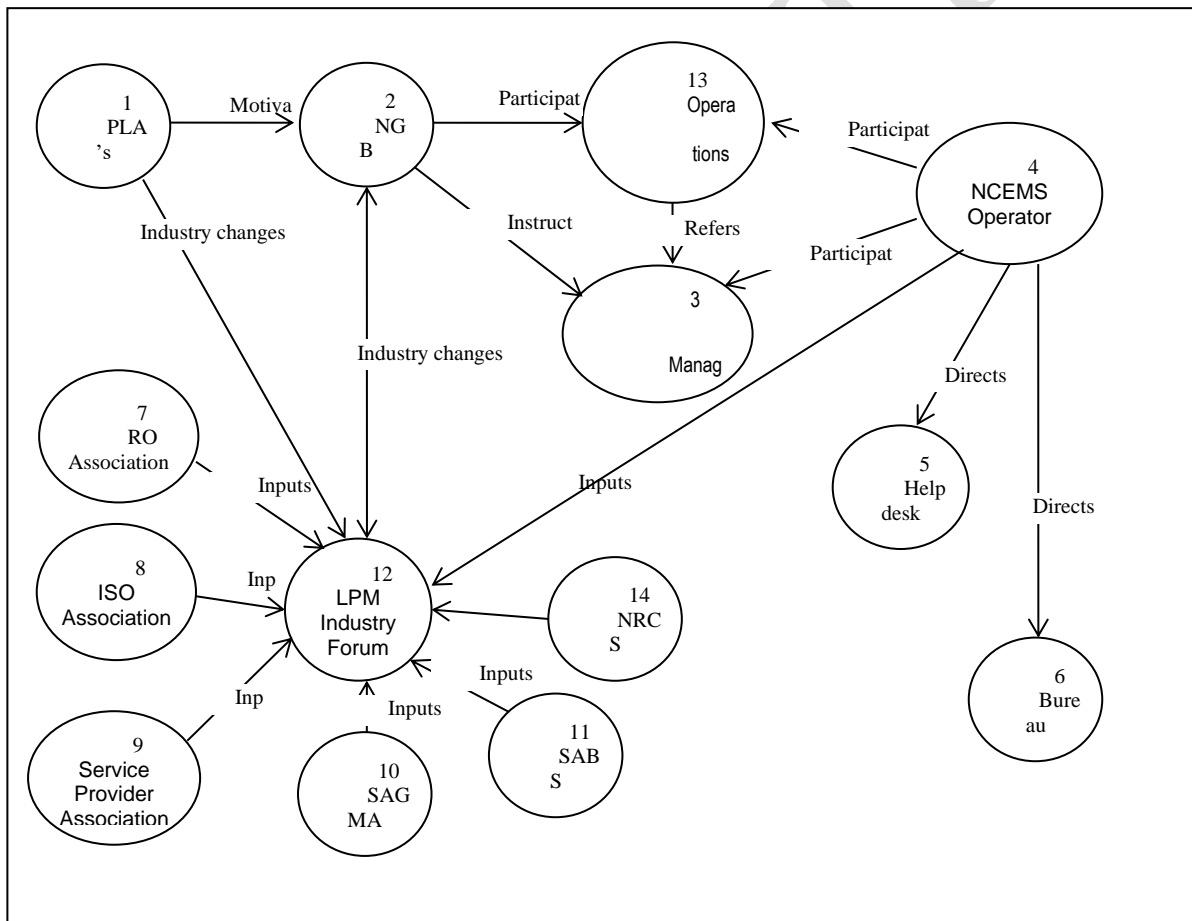 1
PLA
's
Motiva
2
NG
B
Participat
13
Opera
tions
Participat
4
NCEMS
Operator
Industry changes
Instruct
Refers
Participat
3
Manag
Industry changes
Directs
7
RO
Association
Inputs
Inputs
5
Help
desk
Directs
8
ISO
Association
Inp
12
LPM
Industry
Forum
14
NRC
S
Inp
Inputs
Inputs
9
Service
Provider
Association
10
SAG
MA
11
SAB
S
6
Bure
au